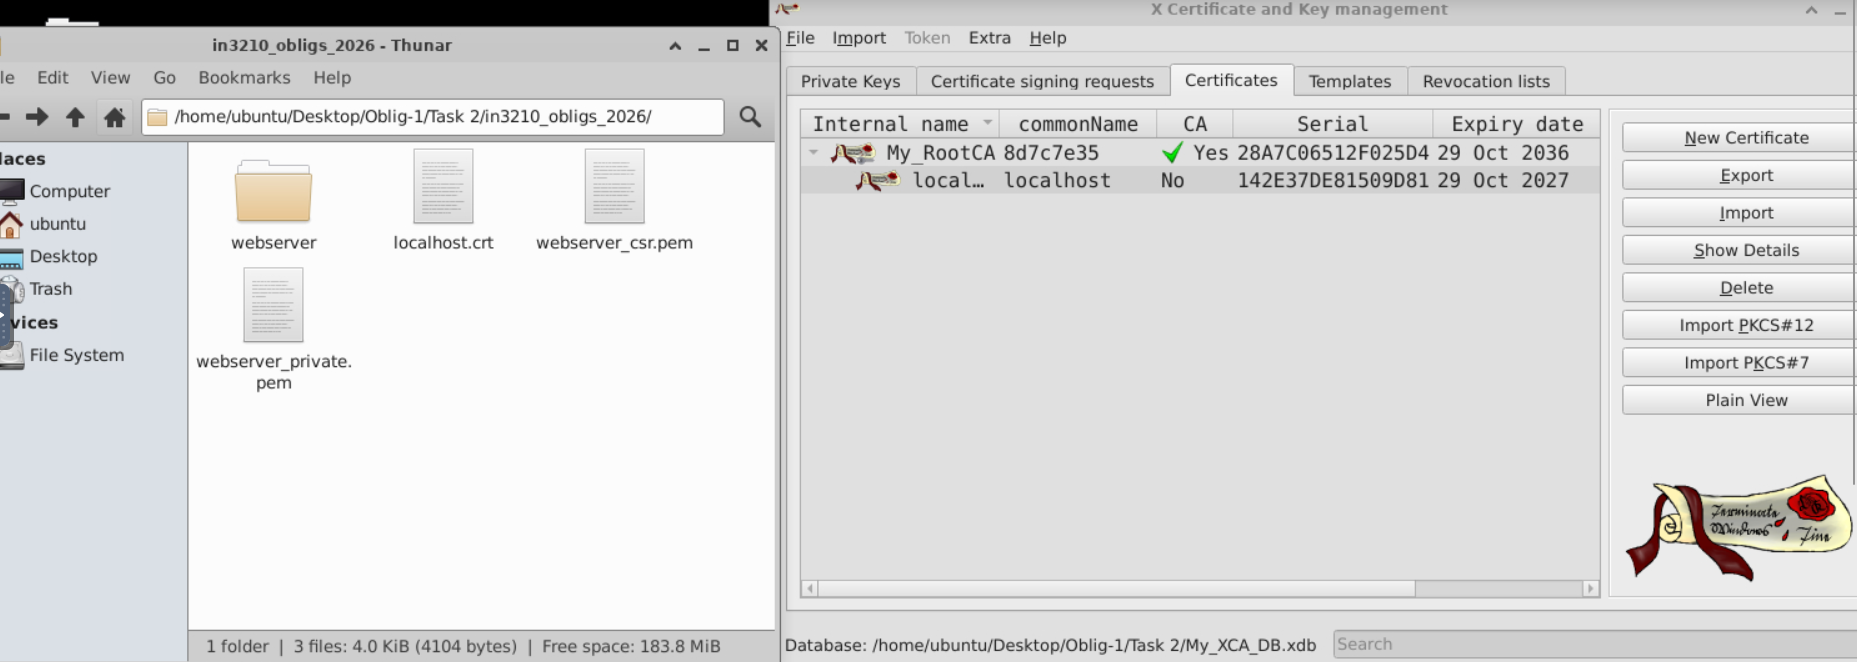 in3210_obligs_2026 - Thunar
le Edit View Go Bookmarks Help
/home/ubuntu/Desktop/Oblig-1/Task 2/in3210_obligs_2026/
laces
Computer
ubuntu
Desktop
Trash
vices
File System
webserver
localhost.crt
webserver_csr.pem
webserver_private.
pem
1 folder | 3 files: 4.0 KiB (4104 bytes) | Free space: 183.8 MiB
X Certificate and Key management
File Import Token Extra Help
Private Keys Certificate signing requests Certificates Templates Revocation lists
Internal name commonName CA Serial Expiry date
My_RootCA 8d7c7e35 Yes 28A7C06512F025D4 29 Oct 2036
local… localhost No 142E37DE81509D81 29 Oct 2027
New Certificate
Export
Import
Show Details
Delete
Import PKCS#12
Import PKCS#7
Plain View
Database: /home/ubuntu/Desktop/Oblig-1/Task 2/My_XCA_DB.xdb
Search